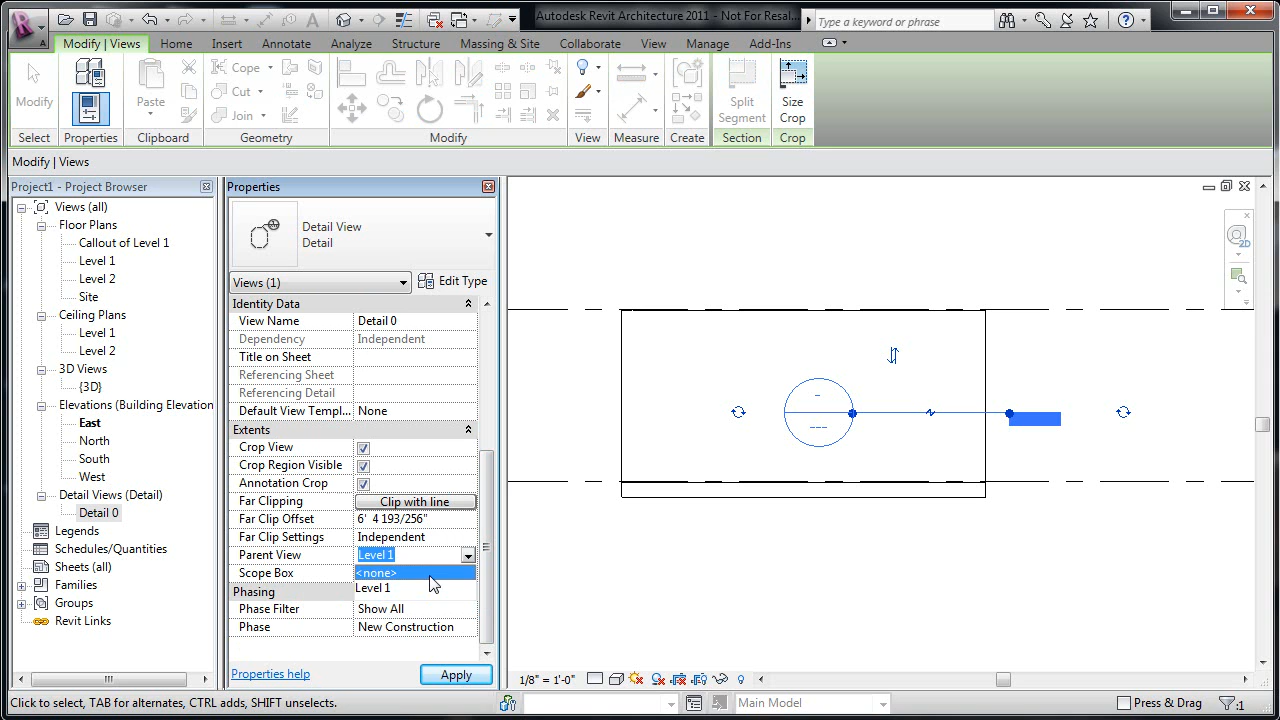 Autodesk Revit Architecture 2011 - Not For Resal...
Type a keyword or phrase
Modify | Views
Home
Insert
Annotate
Analyze
Structure
Massing & Site
Collaborate
View
Manage
Add-Ins
Modify
Paste
Cope
Cut
Join
Split
Segment
Size
Crop
Select
Properties
Clipboard
Geometry
Modify
View
Measure
Create
Section
Crop
Modify | Views
Project1 - Project Browser
Views (all)
Floor Plans
Callout of Level 1
Level 1
Level 2
Site
Ceiling Plans
Level 1
Level 2
3D Views
{3D}
Elevations (Building Elevation
East
North
South
West
Detail Views (Detail)
Detail 0
Legends
Schedules/Quantities
Sheets (all)
Families
Groups
Revit Links
Properties
Detail View
Detail
Views (1)
Edit Type
Identity Data
View Name Detail 0
Dependency Independent
Title on Sheet
Referencing Sheet
Referencing Detail
Default View Templ... None
Extents
Crop View
Crop Region Visible
Annotation Crop
Far Clipping Clip with line
Far Clip Offset 6' 4 193/256"
Far Clip Settings Independent
Parent View Level 1
Scope Box <none>
Level 1
Phasing
Phase Filter Show All
Phase New Construction
Properties help
Apply
2D
1/8" = 1'-0"
Click to select, TAB for alternates, CTRL adds, SHIFT unselects.
Main Model
Press & Drag
:1